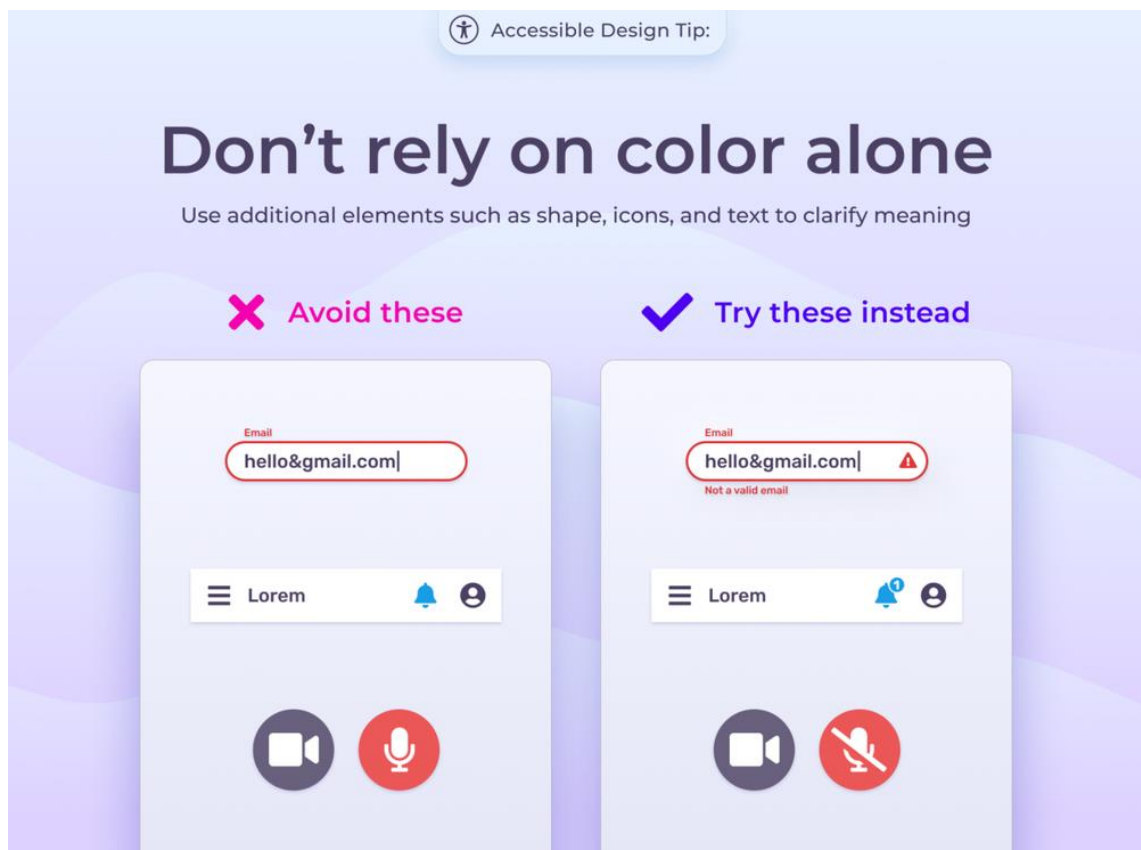 Accessible Design Tip:
Don’t rely on color alone
Use additional elements such as shape, icons, and text to clarify meaning
Avoid these
Email
hello&gmail.com
Lorem
Try these instead
Email
hello&gmail.com
Not a valid email
Lorem
1